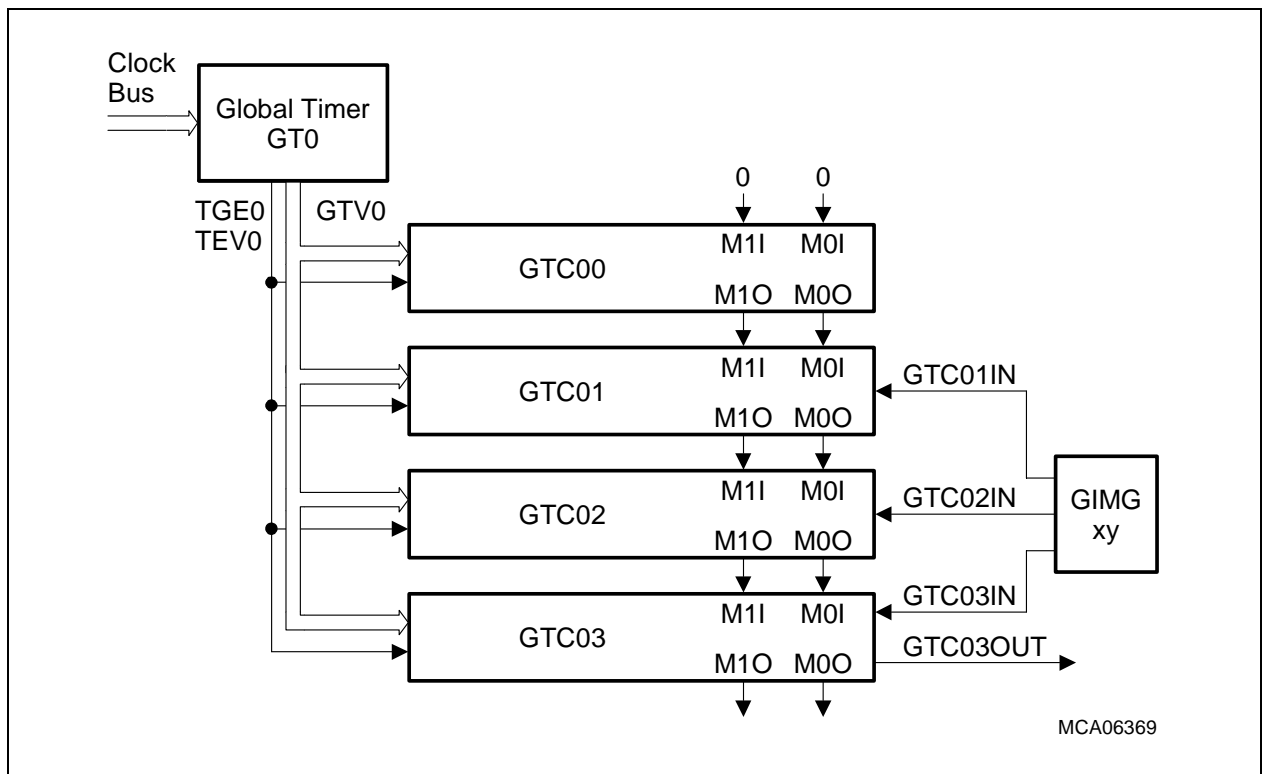 Clock
Bus
Global Timer
GT0
TGE0
TEV0
GTV0
0 0
M1I M0I
GTC00
M1O M0O
M1I M0I
GTC01
M1O M0O
GTC01IN
M1I M0I
GTC02
M1O M0O
GTC02IN
GIMG
xy
M1I M0I
GTC03
M1O M0O
GTC03IN
GTC03OUT
MCA06369